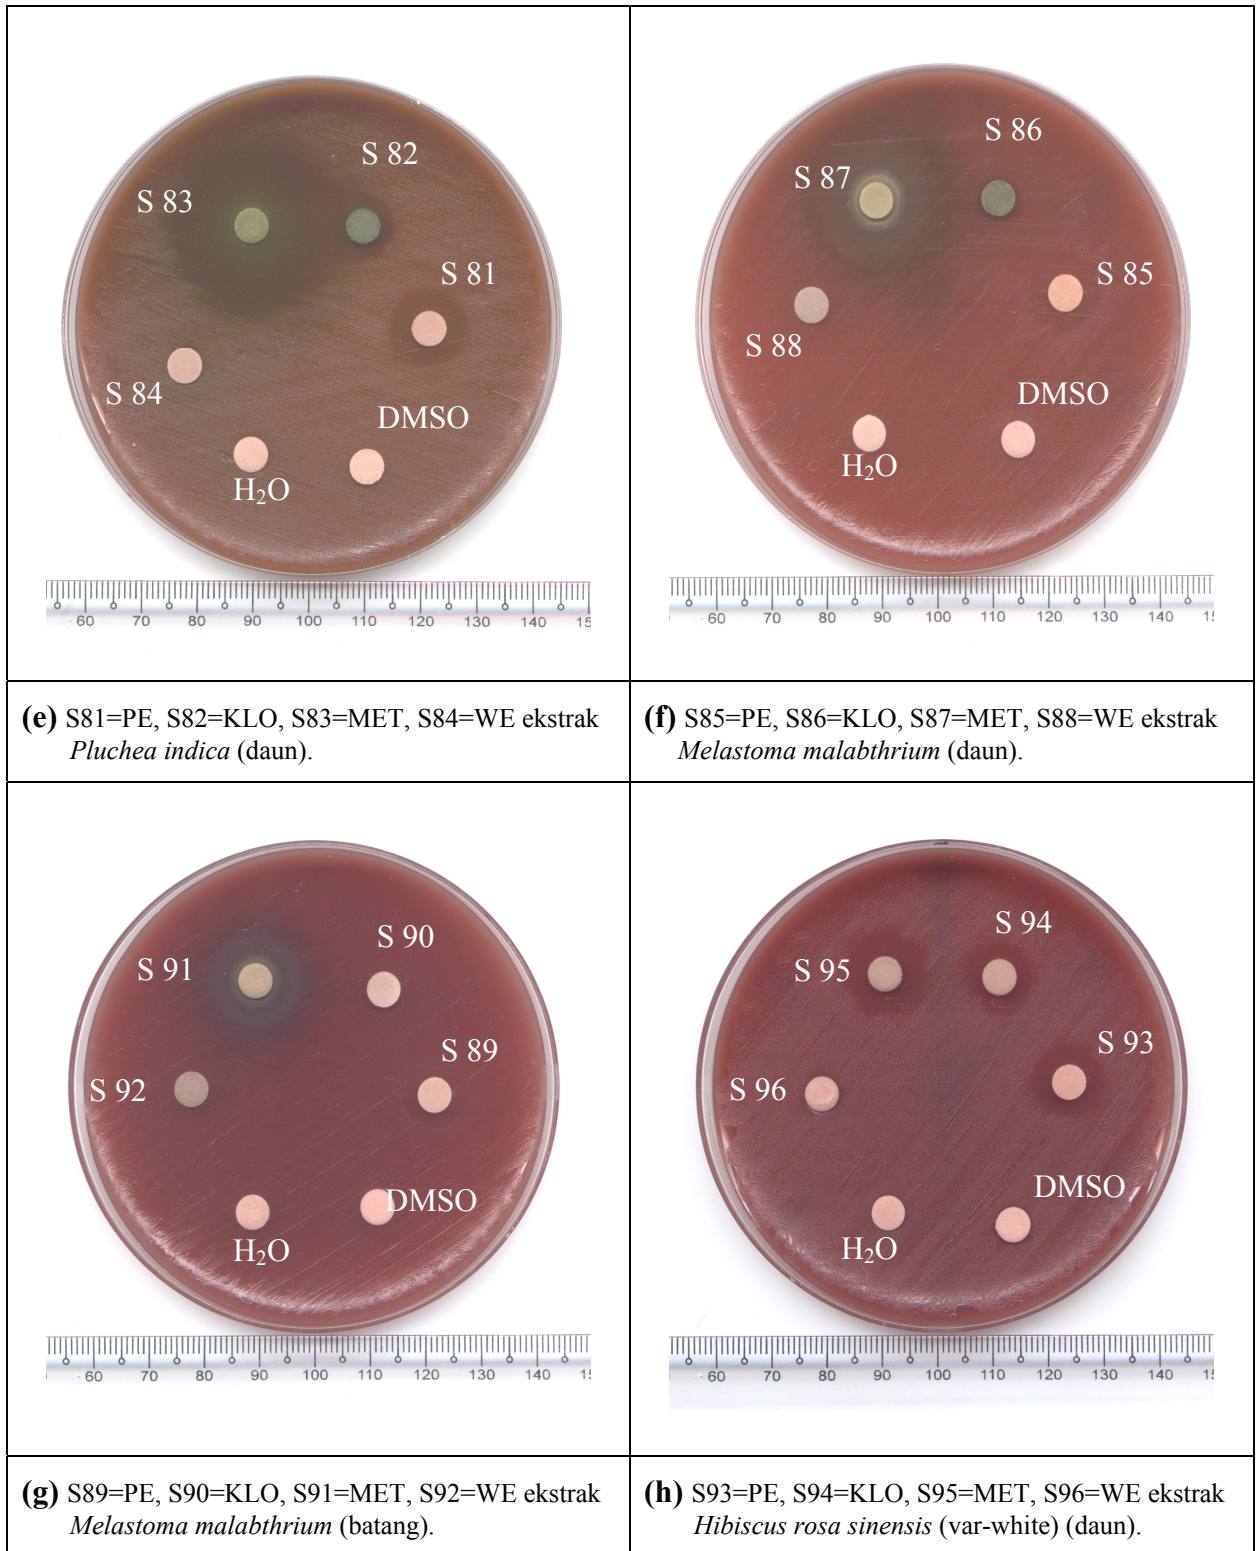 S 82
S 83
S 81
S 84
DMSO
H₂O
60 70 80 90 100 110 120 130 140 15
S 86
S 87
S 85
S 88
DMSO
H₂O
60 70 80 90 100 110 120 130 140 15
(e) S81=PE, S82=KLO, S83=MET, S84=WE ekstrak
Pluchea indica (daun).
(f) S85=PE, S86=KLO, S87=MET, S88=WE ekstrak
Melastoma malabthrium (daun).
S 90
S 91
S 89
S 92
DMSO
H₂O
60 70 80 90 100 110 120 130 140 15
S 94
S 95
S 93
S 96
DMSO
H₂O
60 70 80 90 100 110 120 130 140 15
(g) S89=PE, S90=KLO, S91=MET, S92=WE ekstrak
Melastoma malabthrium (batang).
(h) S93=PE, S94=KLO, S95=MET, S96=WE ekstrak
Hibiscus rosa sinensis (var-white) (daun).